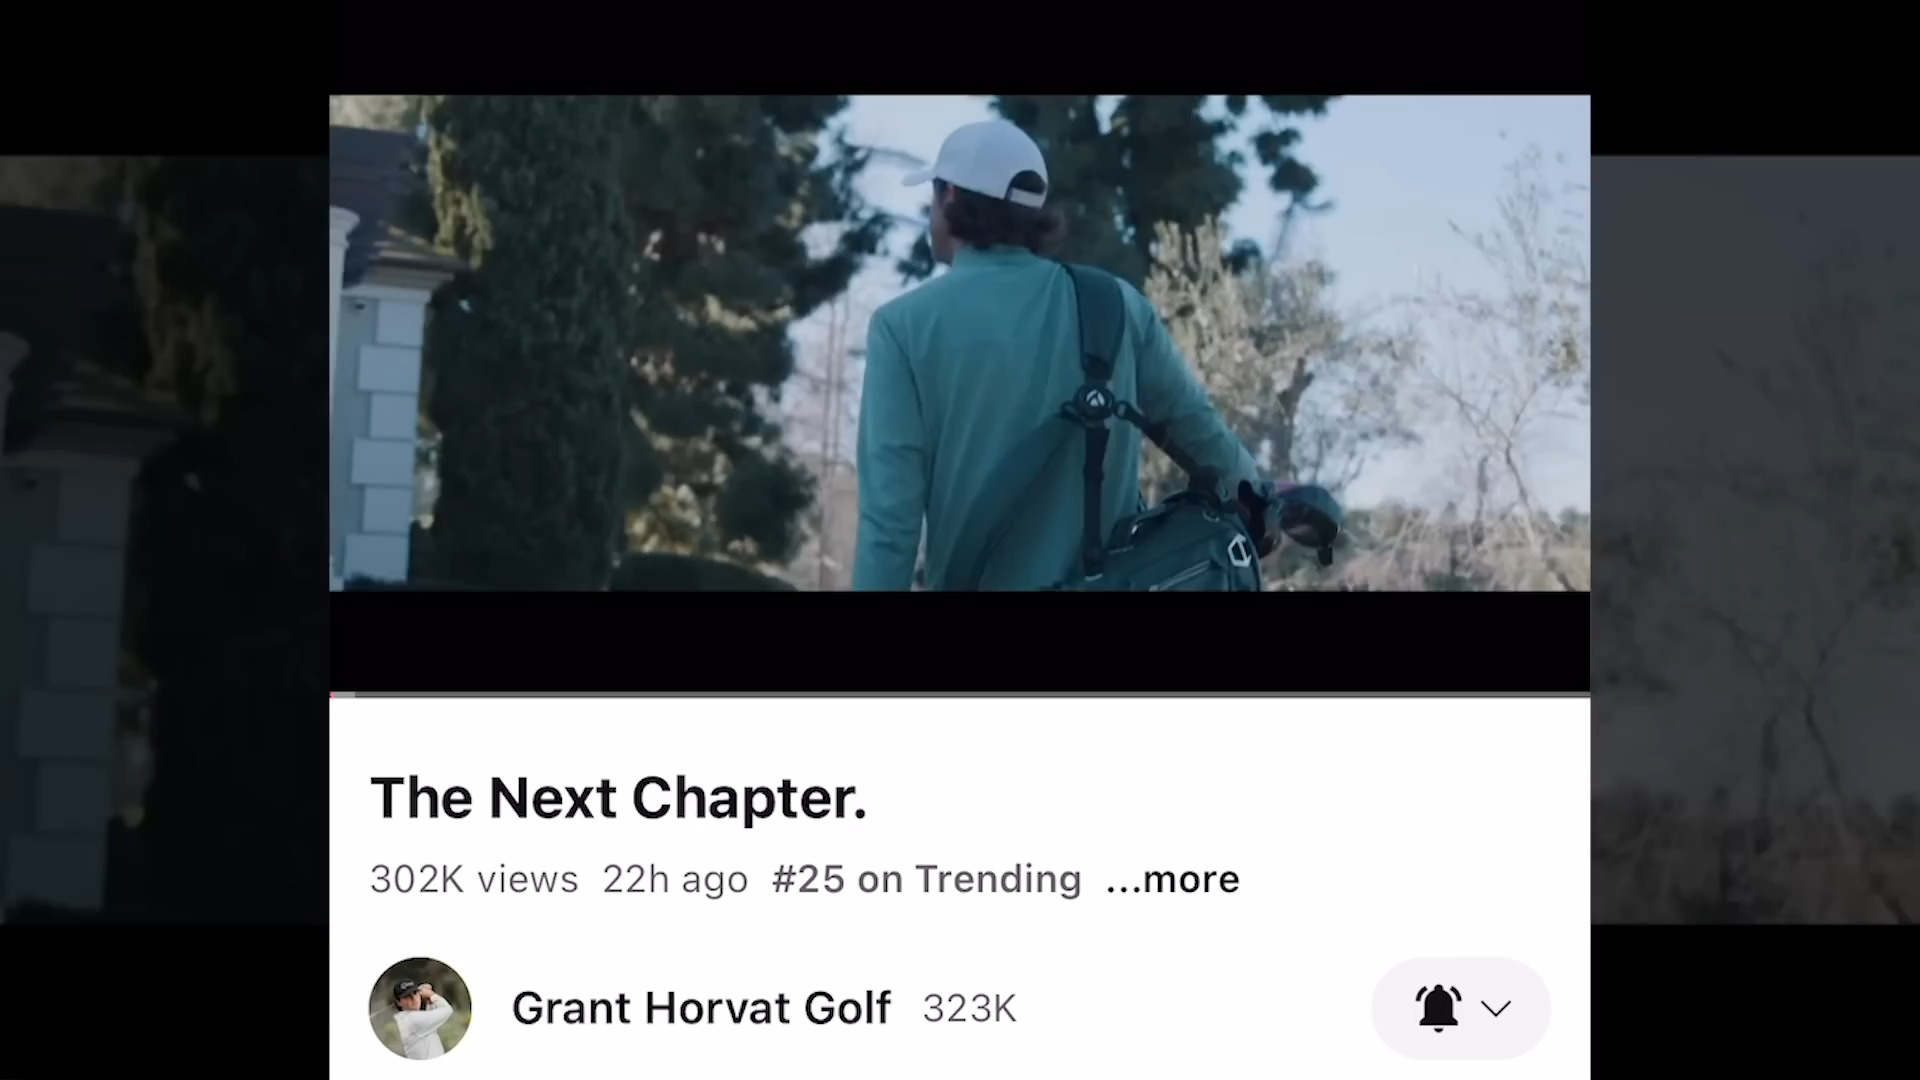 The Next Chapter.
302K views 22h ago #25 on Trending ...more
Grant Horvat Golf 323K